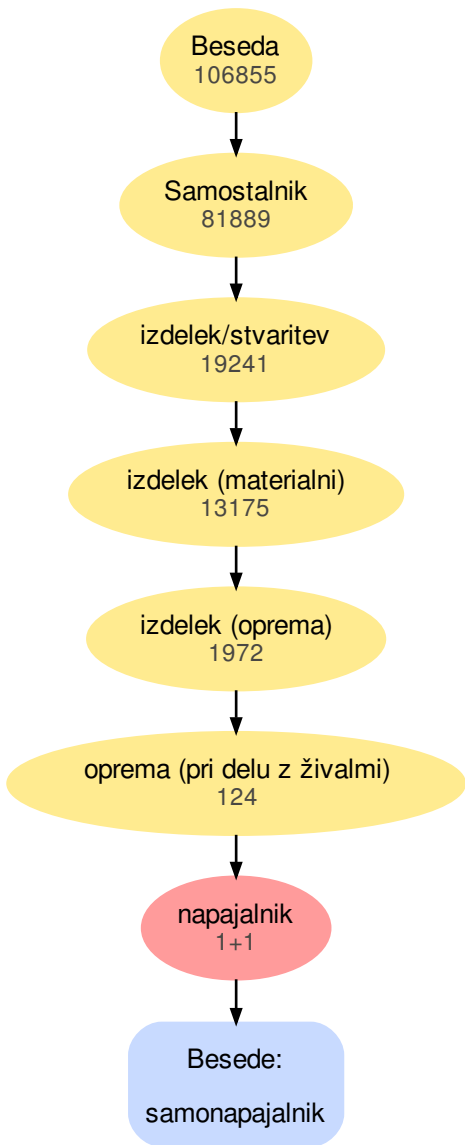 Beseda
106855
Samostalnik
81889
izdelek/stvaritev
19241
izdelek (materialni)
13175
izdelek (oprema)
1972
oprema (pri delu z živalmi)
124
napajalnik
1+1
Besede:
samonapajalnik